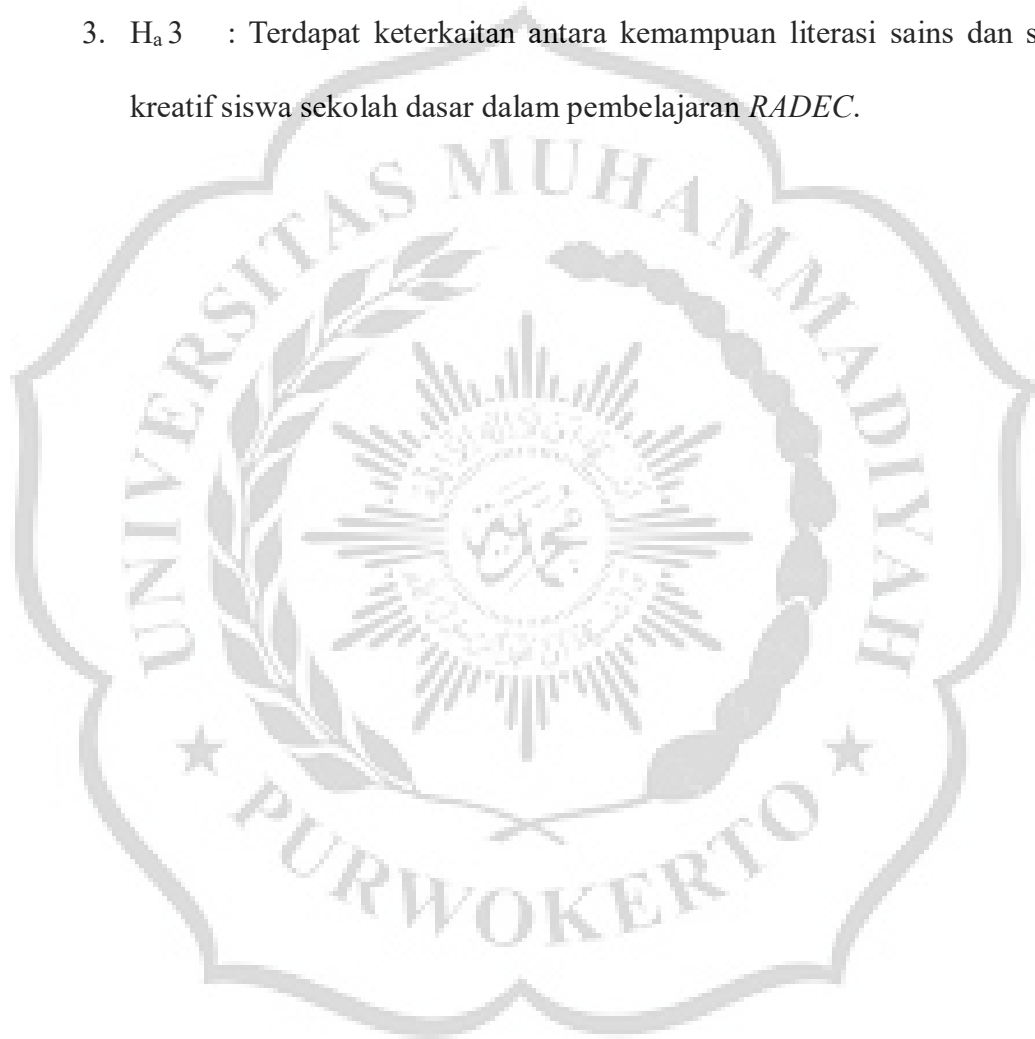 3. Hₐ 3 : Terdapat keterkaitan antara kemampuan literasi sains dan s
kreatif siswa sekolah dasar dalam pembelajaran RADEC.
UNIVERSITAS MUHAMMADIYAH
★ PURWOKERTO ★